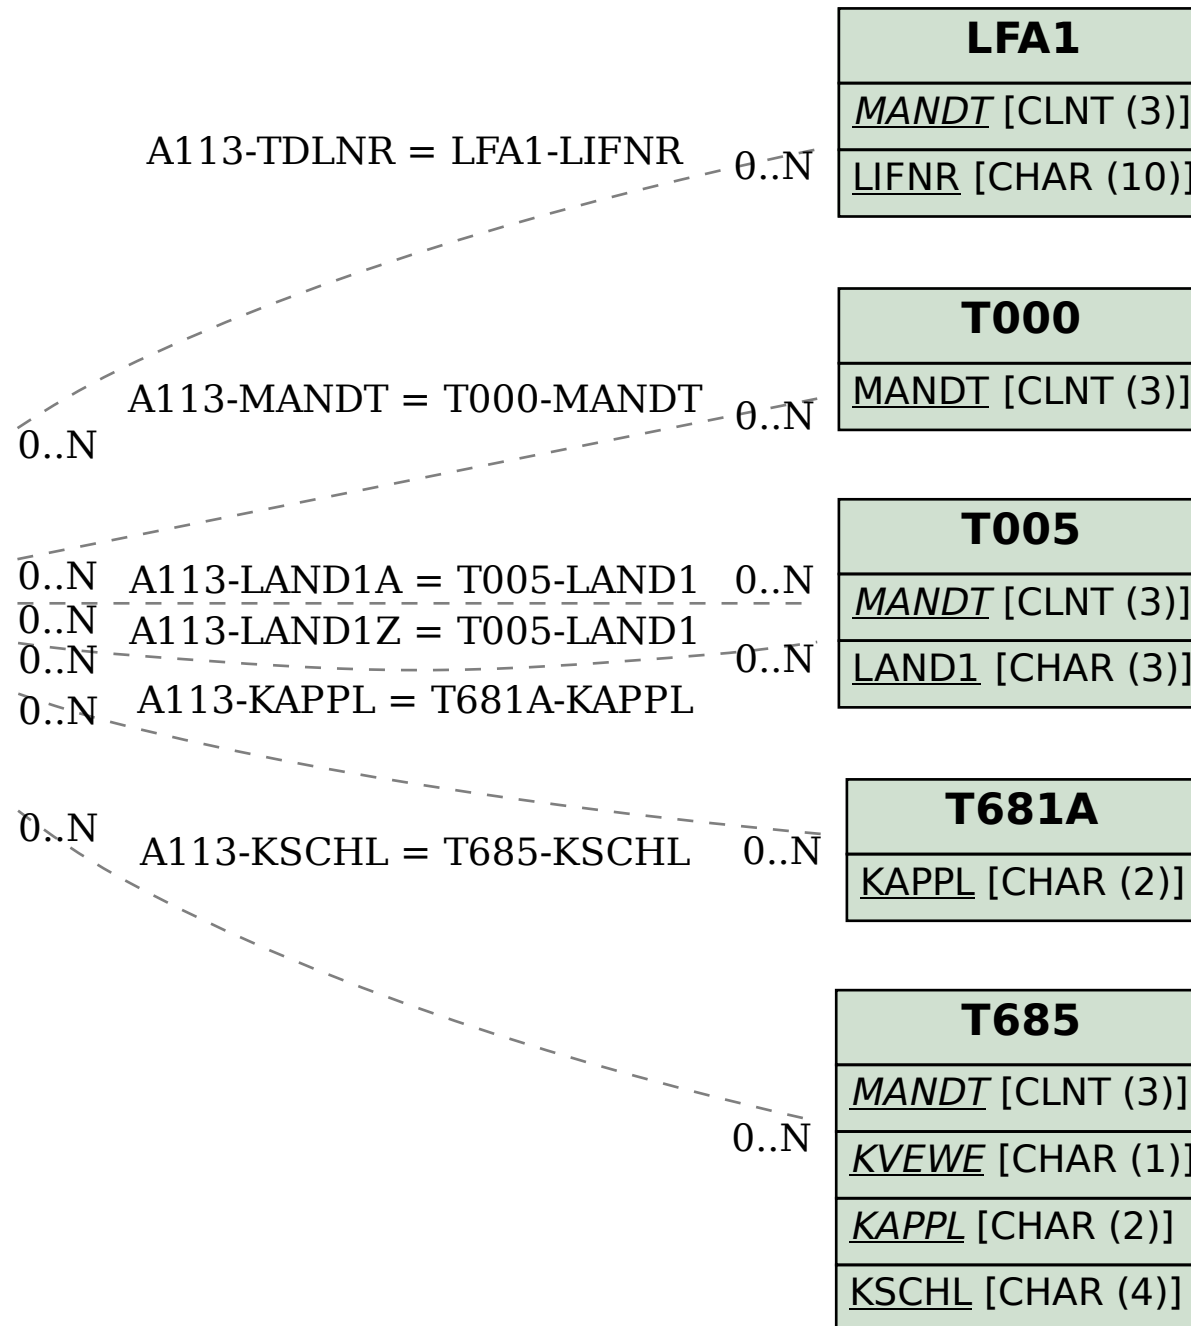 LFA1
MANDT [CLNT (3)]
LIFNR [CHAR (10)]
A113-TDLNR = LFA1-LIFNR
0..N
0..N
T000
MANDT [CLNT (3)]
A113-MANDT = T000-MANDT
0..N
0..N
T005
MANDT [CLNT (3)]
LAND1 [CHAR (3)]
A113-LAND1A = T005-LAND1
0..N
0..N
A113-LAND1Z = T005-LAND1
0..N
0..N
A113-KAPPL = T681A-KAPPL
0..N
0..N
T681A
KAPPL [CHAR (2)]
A113-KSCHL = T685-KSCHL
0..N
0..N
T685
MANDT [CLNT (3)]
KVEWE [CHAR (1)]
KAPPL [CHAR (2)]
KSCHL [CHAR (4)]